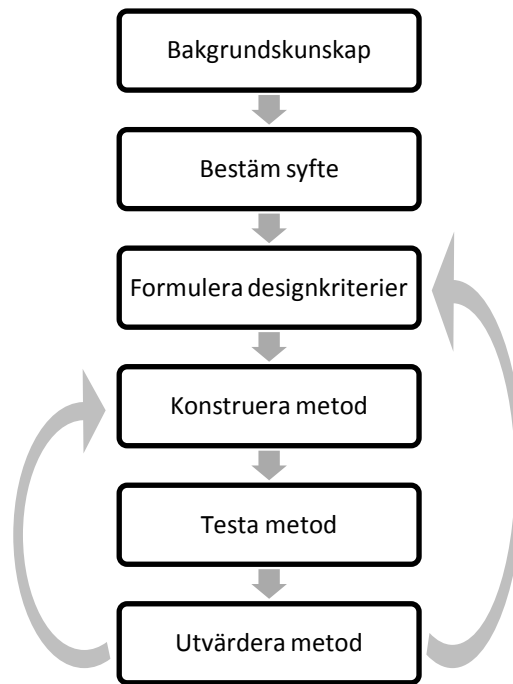 Bakgrundskunskap
Bestäm syfte
Formulera designkriterier
Konstruera metod
Testa metod
Utvärdera metod